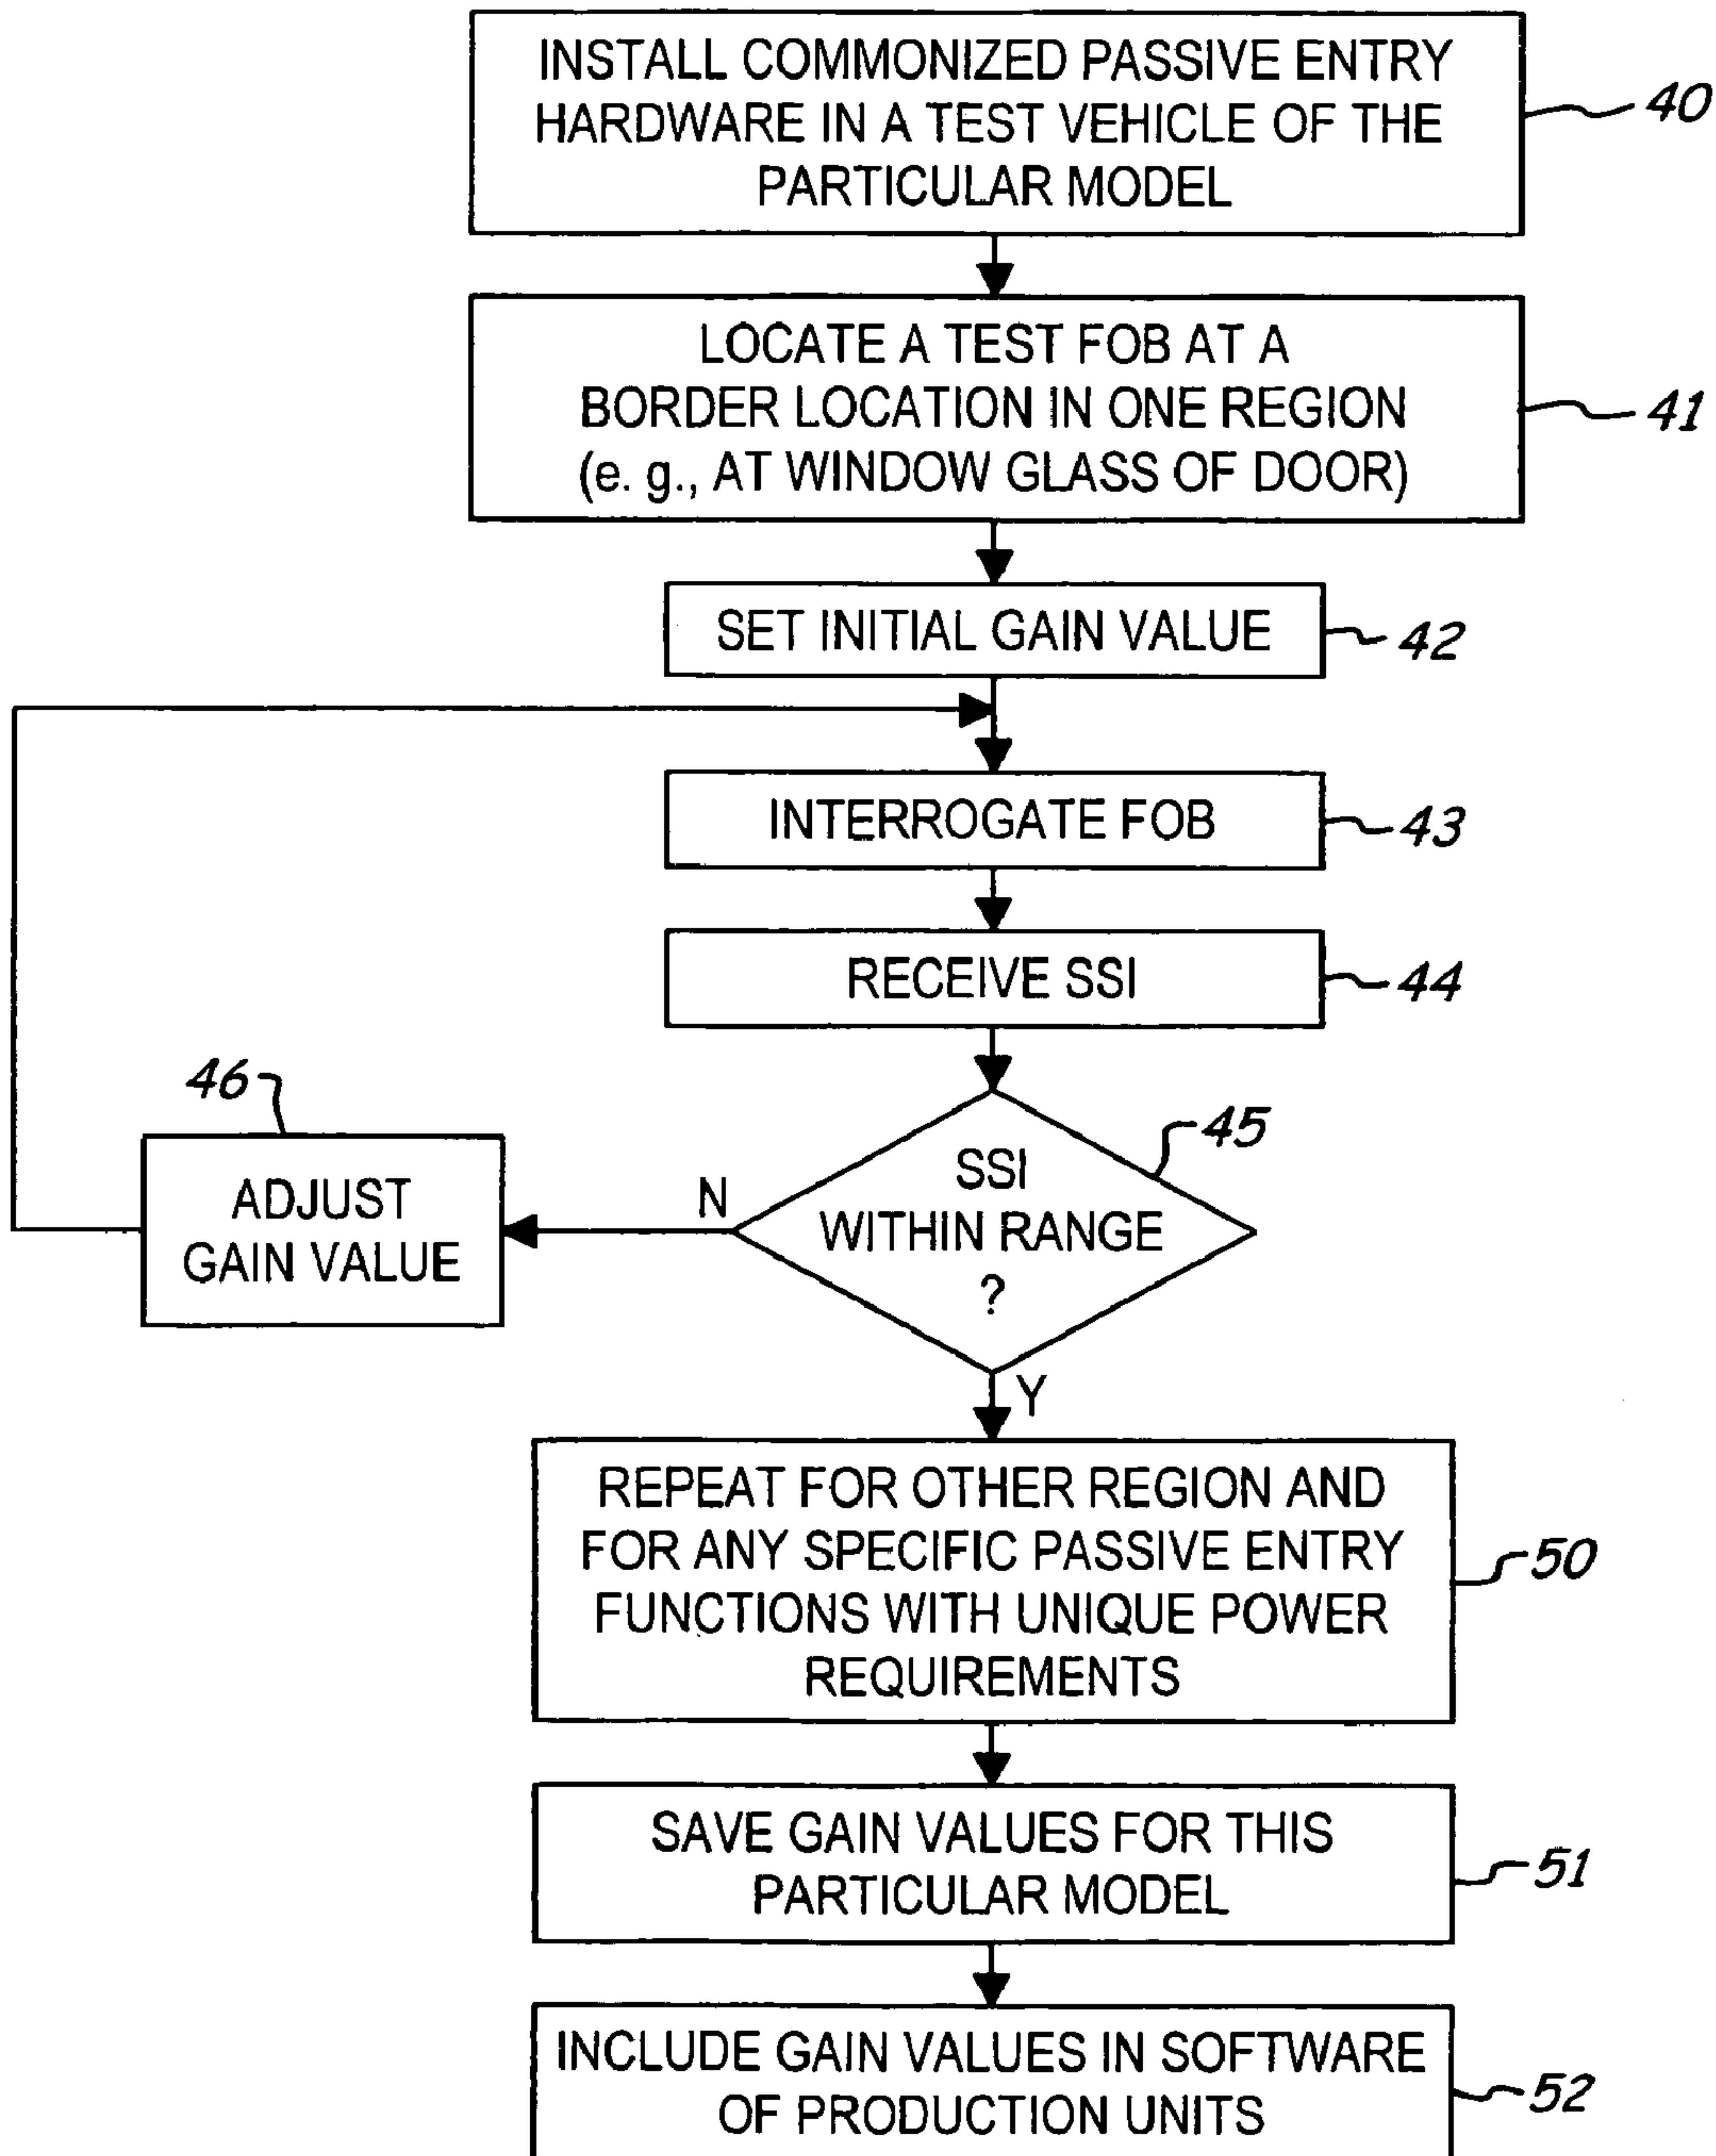 INSTALL COMMONIZED PASSIVE ENTRY
HARDWARE IN A TEST VEHICLE OF THE
PARTICULAR MODEL
40
LOCATE A TEST FOB AT A
BORDER LOCATION IN ONE REGION
(e. g., AT WINDOW GLASS OF DOOR)
41
SET INITIAL GAIN VALUE
42
INTERROGATE FOB
43
RECEIVE SSI
44
SSI
WITHIN RANGE
?
45
N
46
ADJUST
GAIN VALUE
Y
REPEAT FOR OTHER REGION AND
FOR ANY SPECIFIC PASSIVE ENTRY
FUNCTIONS WITH UNIQUE POWER
REQUIREMENTS
50
SAVE GAIN VALUES FOR THIS
PARTICULAR MODEL
51
INCLUDE GAIN VALUES IN SOFTWARE
OF PRODUCTION UNITS
52